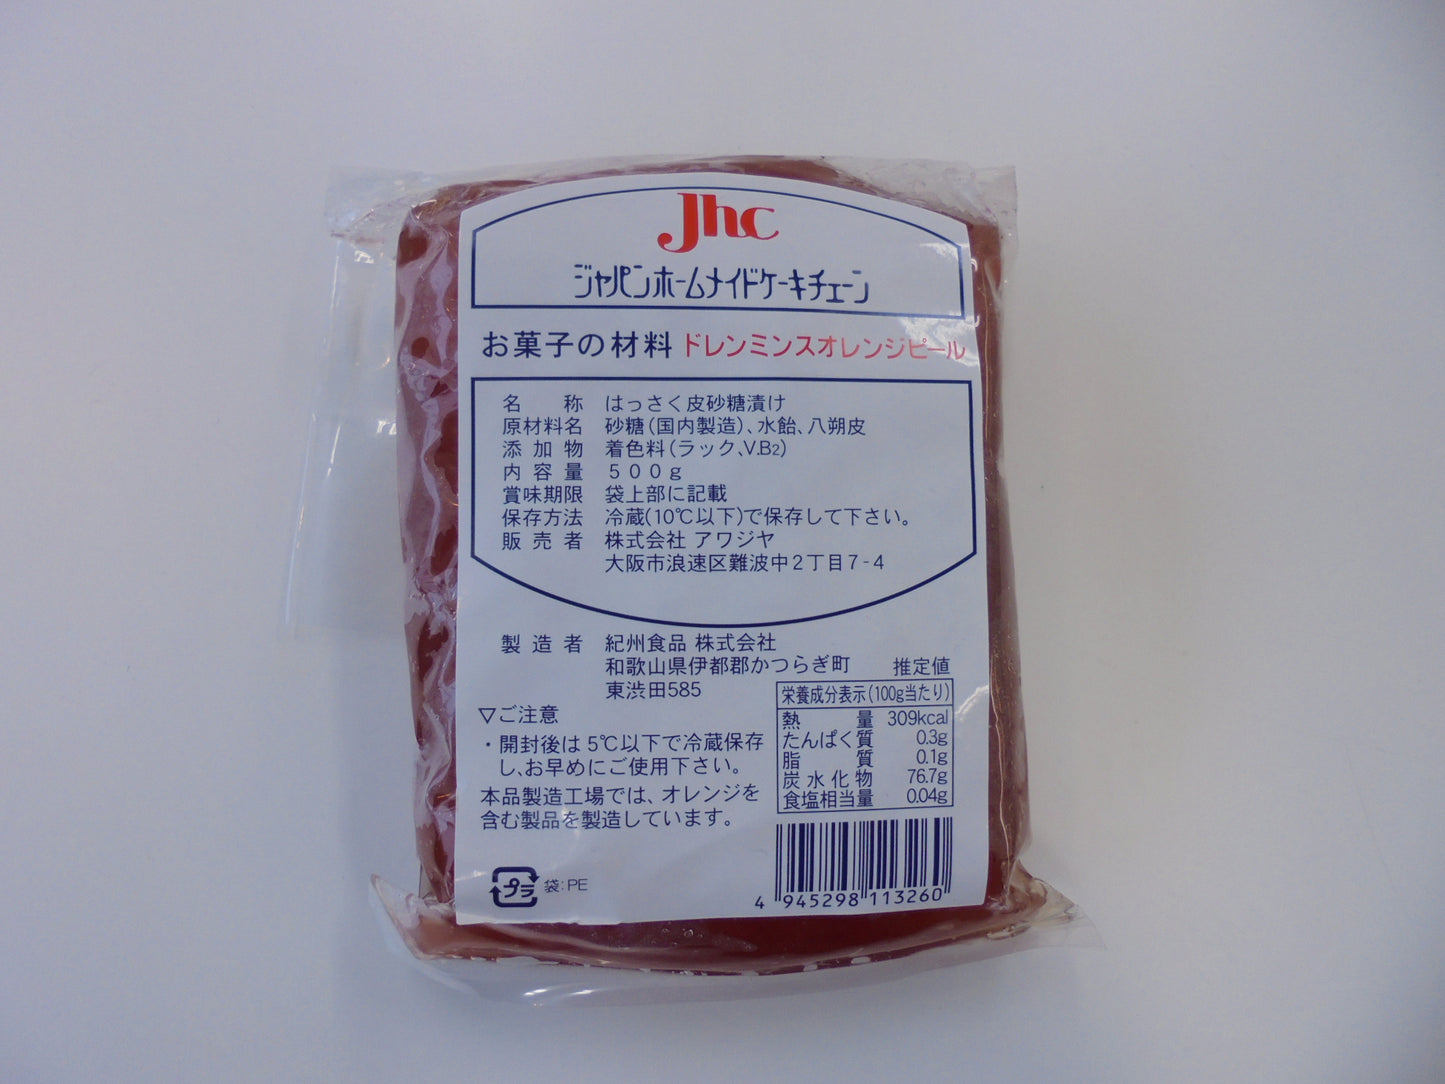 Jhc
ジャパンホームメイドケーキチェーン
お菓子の材料 ドレンミンスオレンジピール
名称 はっさく皮砂糖漬け
原材料名 砂糖(国内製造)、水飴、八朔皮
添加物 着色料(ラック、V.B₂)
内容量 500g
賞味期限 袋上部に記載
保存方法 冷蔵(10℃以下)で保存して下さい。
販売者 株式会社 アワジヤ
大阪市浪速区難波中2丁目7-4
製造者 紀州食品 株式会社
和歌山県伊都郡かつらぎ町
東渋田585
▽ご注意
・開封後は5℃以下で冷蔵保存
し、お早めにご使用下さい。
本品製造工場では、オレンジを
含む製品を製造しています。
推定値
栄養成分表示(100g当たり)
熱量 309kcal
たんぱく質 0.3g
脂質 0.1g
炭水化物 76.7g
食塩相当量 0.04g
プラ 袋:PE
4 945298 113260